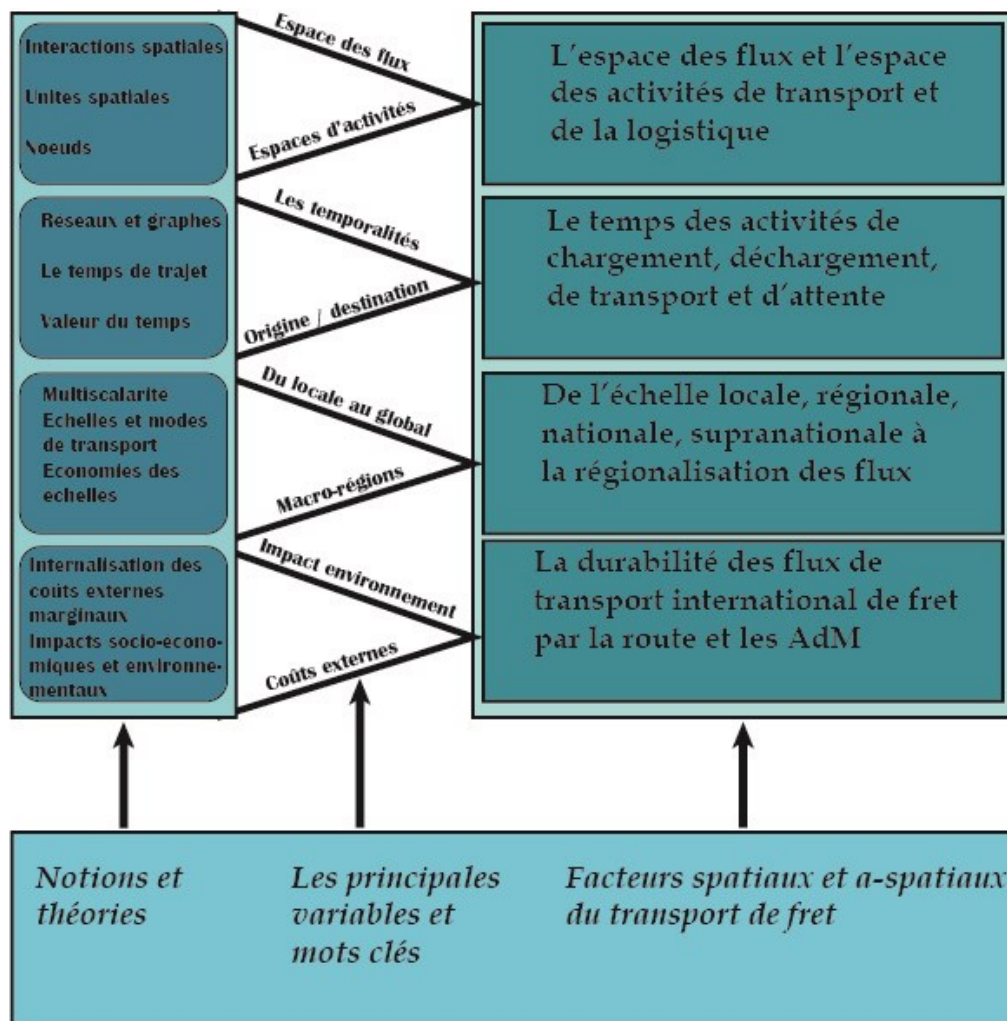 Interactions spatiales
Unites spatiales
Noeuds
Espace des flux
Espaces d'activités
L'espace des flux et l'espace
des activités de transport et
de la logistique
Réseaux et graphes
Le temps de trajet
Valeur du temps
Les temporalités
Origine / destination
Le temps des activités de
chargement, déchargement,
de transport et d'attente
Multiscalarité
Echelles et modes
de transport
Economies des
echelles
Du locale au global
Macro-régions
De l'échelle locale, régionale,
nationale, supranationale à
la régionalisation des flux
Internalisation des
coûts externes
marginaux
Impacts socio-écono-
miques et environne-
mentaux
Impact environnement
Coûts externes
La durabilité des flux de
transport international de fret
par la route et les AdM
Notions et
théories
Les principales
variables et
mots clés
Facteurs spatiaux et a-spatiaux
du transport de fret